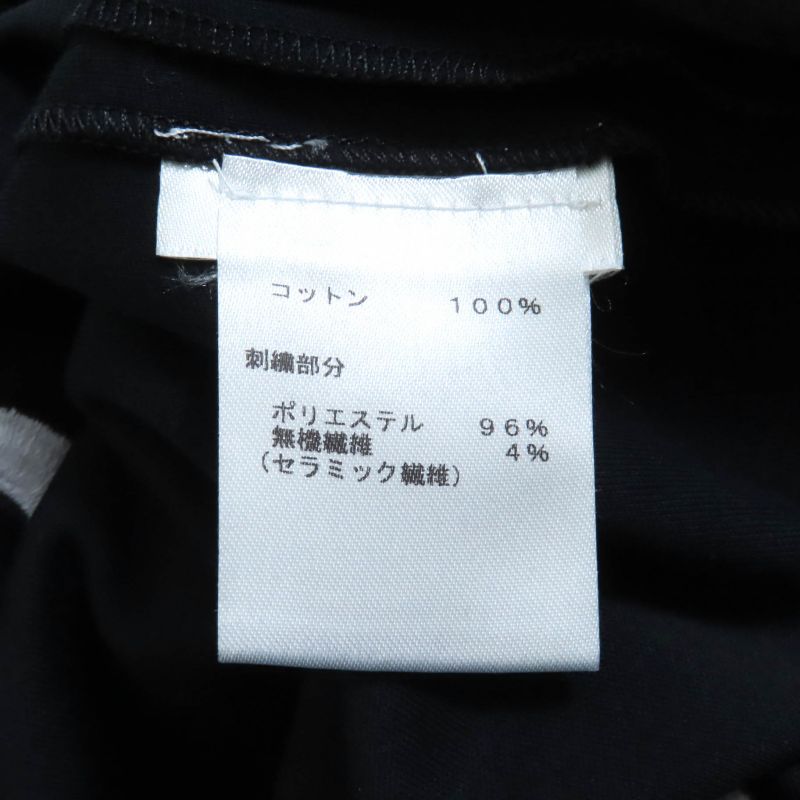 コットン 100%
刺繍部分
ポリエステル 96%
無機繊維 4%
(セラミック繊維)